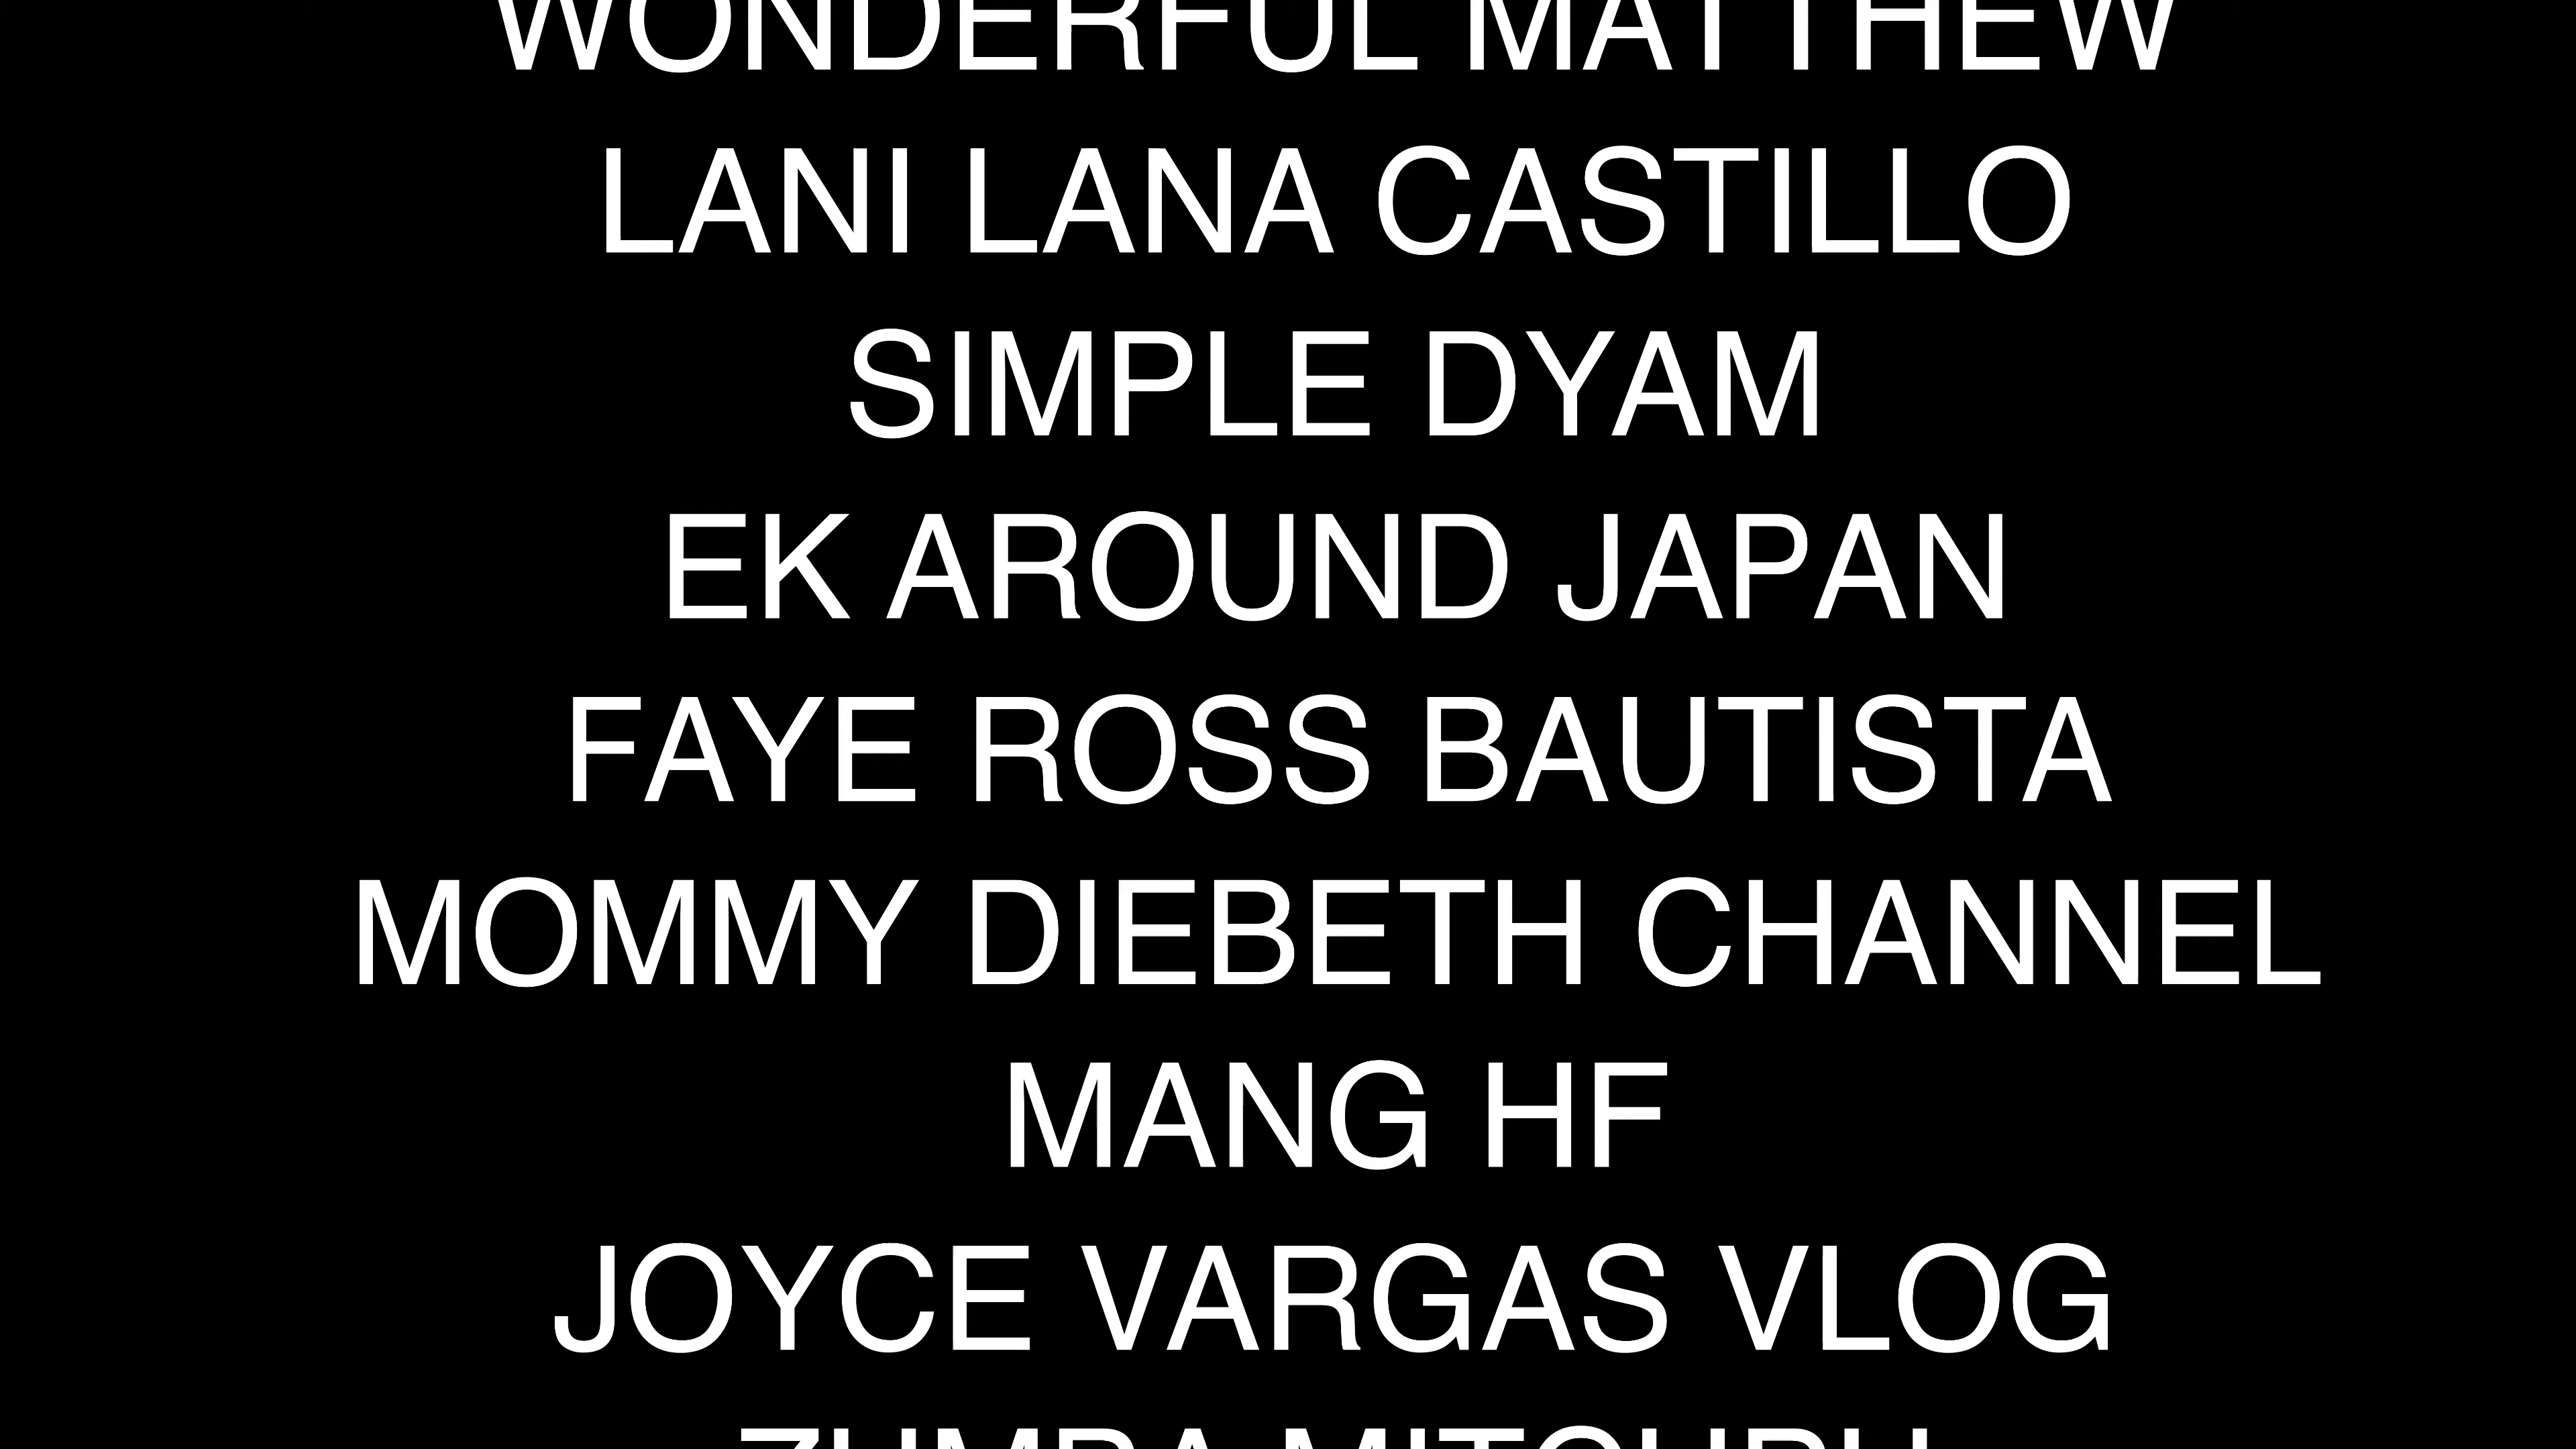 WONDERFUL MATTHEW
LANI LANA CASTILLO
SIMPLE DYAM
EK AROUND JAPAN
FAYE ROSS BAUTISTA
MOMMY DIEBETH CHANNEL
MANG HF
JOYCE VARGAS VLOG
ZUMBA